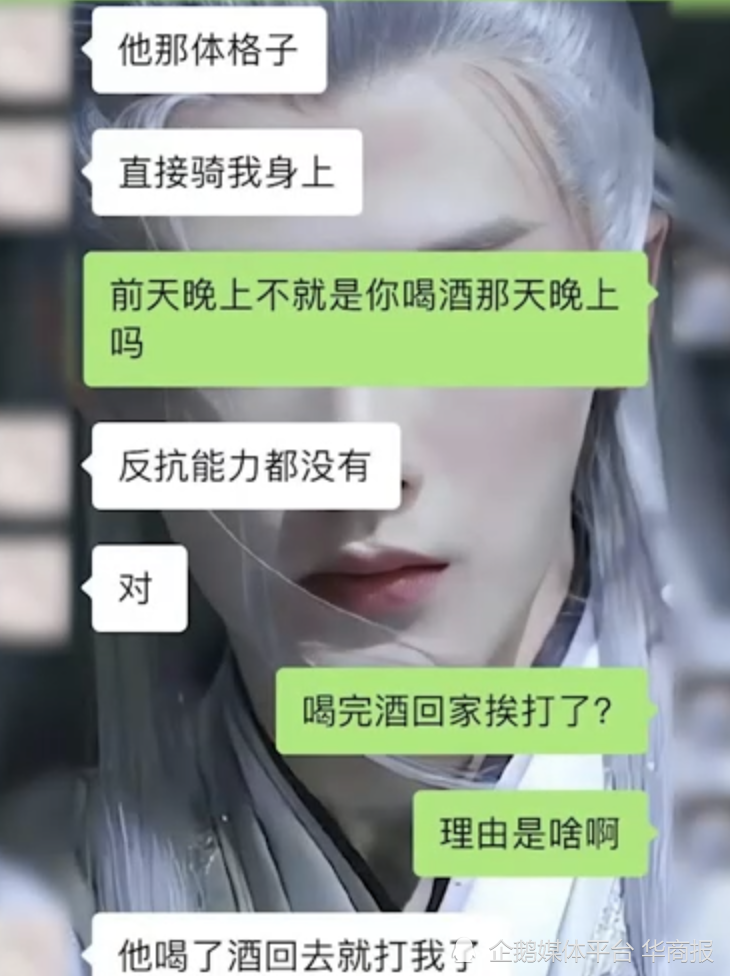 他那体格子
直接骑我身上
前天晚上不就是你喝酒那天晚上
吗
反抗能力都没有
对
喝完酒回家挨打了?
理由是啥啊
他喝了酒回去就打我了
企鹅媒体平台 华商报